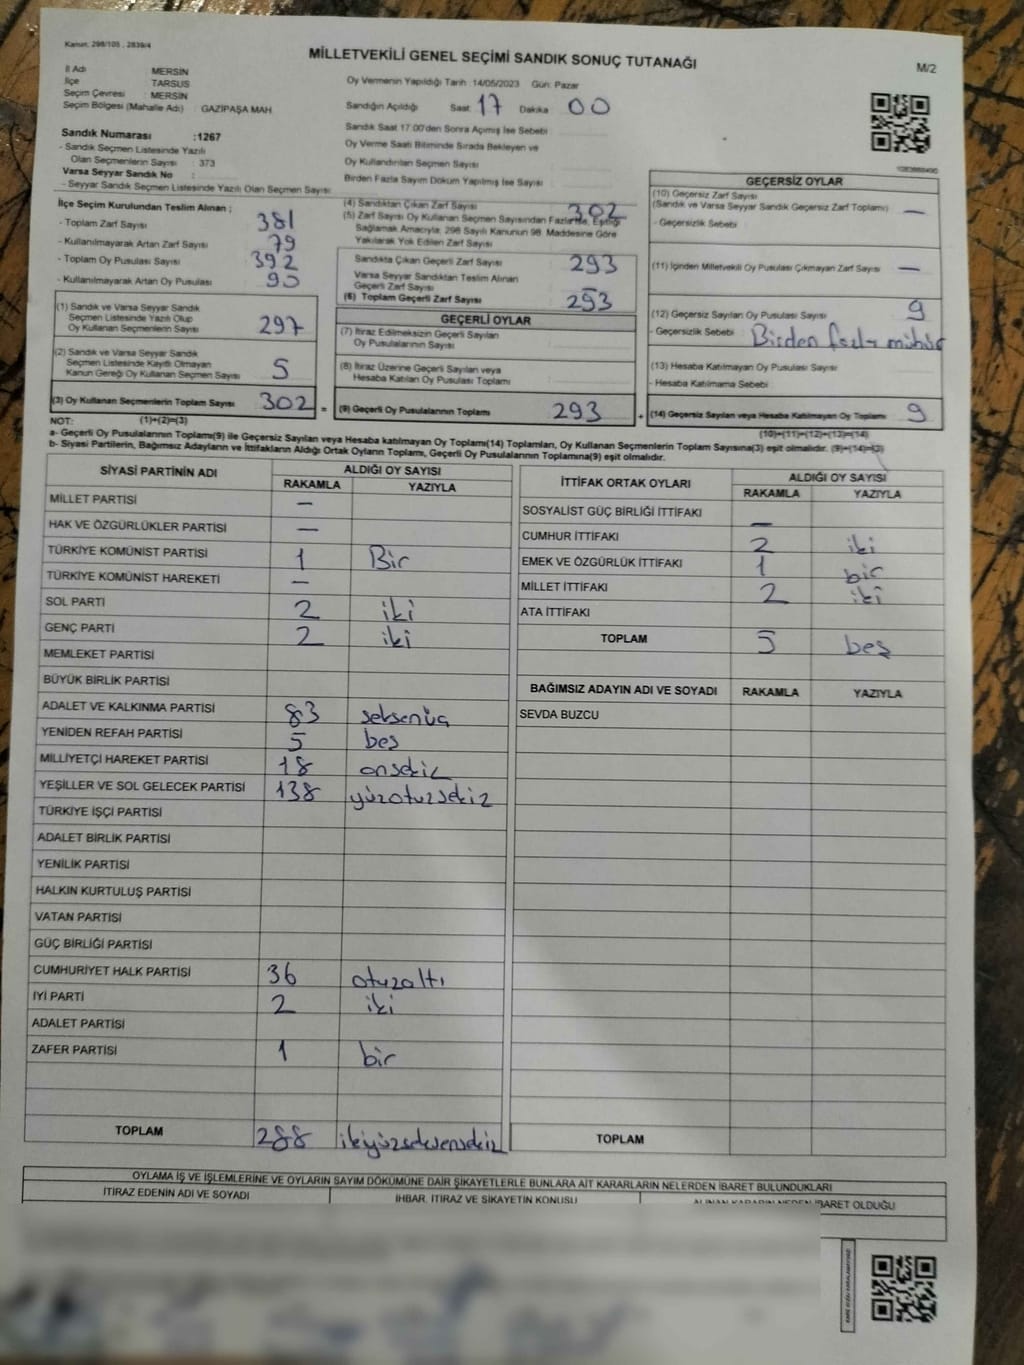 Kanun: 298/105 , 2839/4
MİLLETVEKİLİ GENEL SEÇİMİ SANDIK SONUÇ TUTANAĞI
M/2
İl Adı : MERSİN
İlçe : TARSUS
Seçim Çevresi : MERSİN
Seçim Bölgesi (Mahalle Adı) : GAZİPAŞA MAH
Sandık Numarası :1267
- Sandık Seçmen Listesinde Yazılı
Olan Seçmenlerin Sayısı : 373
Varsa Seyyar Sandık No :
- Seyyar Sandık Seçmen Listesinde Yazılı Olan Seçmen Sayısı
Oy Vermenin Yapıldığı Tarih :14/05/2023 Gün: Pazar
Sandığın Açıldığı Saat: 17 Dakika 00
Sandık Saat 17:00'den Sonra Açılmış İse Sebebi
Oy Verme Saati Bitiminde Sırada Bekleyen ve
Oy Kullandırılan Seçmen Sayısı
Birden Fazla Sayım Döküm Yapılmış İse Sayısı
İlçe Seçim Kurulundan Teslim Alınan ;
- Toplam Zarf Sayısı 381
- Kullanılmayarak Artan Zarf Sayısı 79
- Toplam Oy Pusulası Sayısı 392
- Kullanılmayarak Artan Oy Pusulası 90
(1) Sandık ve Varsa Seyyar Sandık
Seçmen Listesinde Yazılı Olup
Oy Kullanan Seçmenlerin Sayısı 297
(2) Sandık ve Varsa Seyyar Sandık
Seçmen Listesinde Kayıtlı Olmayan
Kanun Gereği Oy Kullanan Seçmen Sayısı 5
(3) Oy Kullanan Seçmenlerin Toplam Sayısı 302 =
(1)+(2)=(3)
(4) Sandıktan Çıkan Zarf Sayısı 302
(5) Zarf Sayısı Oy Kullanan Seçmen Sayısından Fazla ise, Eşitliği
Sağlamak Amacıyla; 298 Sayılı Kanunun 98. Maddesine Göre
Yakılarak Yok Edilen Zarf Sayısı
Sandıkta Çıkan Geçerli Zarf Sayısı 293
Varsa Seyyar Sandıktan Teslim Alınan
Geçerli Zarf Sayısı
(6) Toplam Geçerli Zarf Sayısı 293
GEÇERLİ OYLAR
(7) İtiraz Edilmeksizin Geçerli Sayılan
Oy Pusulalarının Sayısı
(8) İtiraz Üzerine Geçerli Sayılan veya
Hesaba Katılan Oy Pusulası Toplamı
(9) Geçerli Oy Pusulalarının Toplamı 293 +
GEÇERSİZ OYLAR
(10) Geçersiz Zarf Sayısı
(Sandık ve Varsa Seyyar Sandık Geçersiz Zarf Toplamı) —
- Geçersizlik Sebebi
(11) İçinden Milletvekili Oy Pusulası Çıkmayan Zarf Sayısı —
(12) Geçersiz Sayılan Oy Pusulası Sayısı 9
- Geçersizlik Sebebi Birden fazla mühür
(13) Hesaba Katılmayan Oy Pusulası Sayısı
- Hesaba Katılmama Sebebi
(14) Geçersiz Sayılan veya Hesaba Katılmayan Oy Toplamı 9
(10)+(11)+(12)+(13)=(14)
NOT:
a- Geçerli Oy Pusulalarının Toplamı(9) ile Geçersiz Sayılan veya Hesaba katılmayan Oy Toplamı(14) Toplamları, Oy Kullanan Seçmenlerin Toplam Sayısına(3) eşit olmalıdır. (9)+(14)=(3)
b- Siyasi Partilerin, Bağımsız Adayların ve İttifakların Aldığı Ortak Oyların Toplamı, Geçerli Oy Pusulalarının Toplamına(9) eşit olmalıdır.
SİYASİ PARTİNİN ADI ALDIĞI OY SAYISI
RAKAMLA YAZIYLA
MİLLET PARTİSİ —
HAK VE ÖZGÜRLÜKLER PARTİSİ —
TÜRKİYE KOMÜNİST PARTİSİ 1 Bir
TÜRKİYE KOMÜNİST HAREKETİ —
SOL PARTİ 2 iki
GENÇ PARTİ 2 iki
MEMLEKET PARTİSİ
BÜYÜK BİRLİK PARTİSİ
ADALET VE KALKINMA PARTİSİ 83 seksenüç
YENİDEN REFAH PARTİSİ 5 beş
MİLLİYETÇİ HAREKET PARTİSİ 18 onsekiz
YEŞİLLER VE SOL GELECEK PARTİSİ 138 yüzotuzsekiz
TÜRKİYE İŞÇİ PARTİSİ
ADALET BİRLİK PARTİSİ
YENİLİK PARTİSİ
HALKIN KURTULUŞ PARTİSİ
VATAN PARTİSİ
GÜÇ BİRLİĞİ PARTİSİ
CUMHURİYET HALK PARTİSİ 36 otuzaltı
İYİ PARTİ 2 iki
ADALET PARTİSİ
ZAFER PARTİSİ 1 bir
TOPLAM 288 ikiyüzseksensekiz
İTTİFAK ORTAK OYLARI ALDIĞI OY SAYISI
RAKAMLA YAZIYLA
SOSYALİST GÜÇ BİRLİĞİ İTTİFAKI —
CUMHUR İTTİFAKI 2 iki
EMEK VE ÖZGÜRLÜK İTTİFAKI 1 bir
MİLLET İTTİFAKI 2 iki
ATA İTTİFAKI
TOPLAM 5 beş
BAĞIMSIZ ADAYIN ADI VE SOYADI RAKAMLA YAZIYLA
SEVDA BUZCU
TOPLAM
OYLAMA İŞ VE İŞLEMLERİNE VE OYLARIN SAYIM DÖKÜMÜNE DAİR ŞİKAYETLERLE BUNLARA AİT KARARLARIN NELERDEN İBARET BULUNDUKLARI
İTİRAZ EDENİN ADI VE SOYADI İHBAR, İTİRAZ VE ŞİKAYETİN KONUSU ALINAN KARARIN NEDEN İBARET OLDUĞU